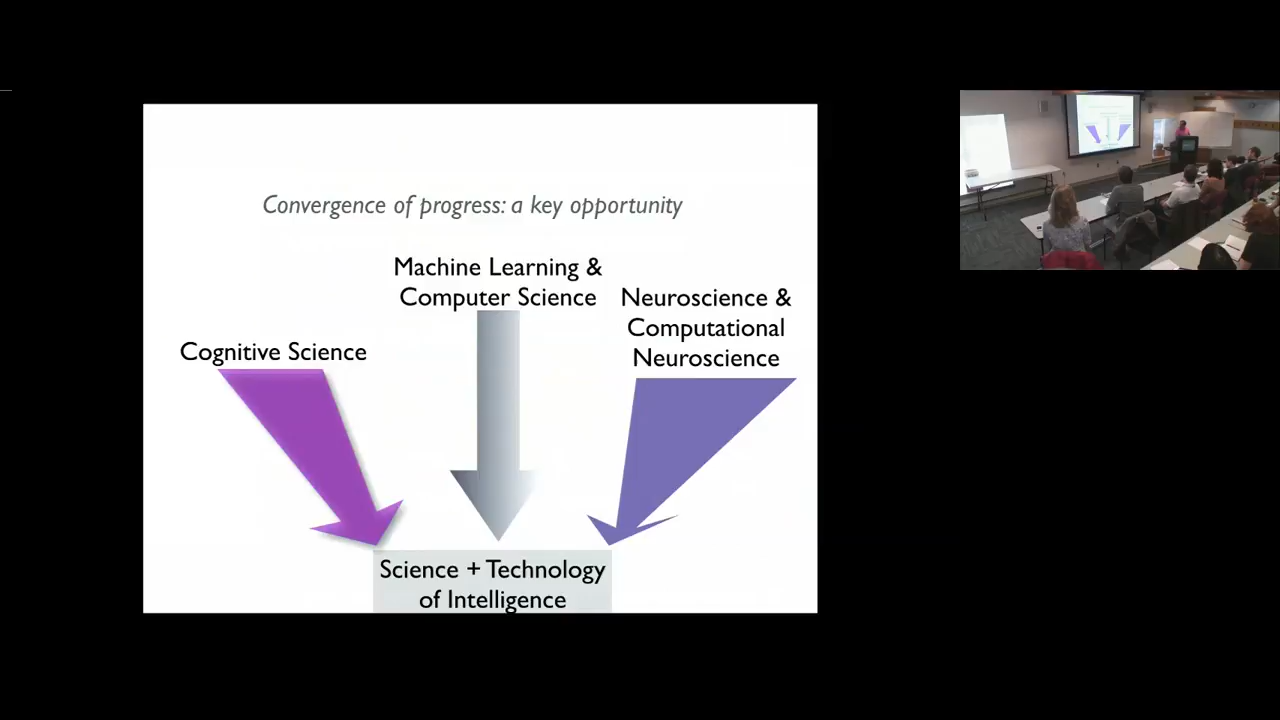 Convergence of progress: a key opportunity
Machine Learning &
Computer Science
Neuroscience &
Computational
Neuroscience
Cognitive Science
Science + Technology
of Intelligence